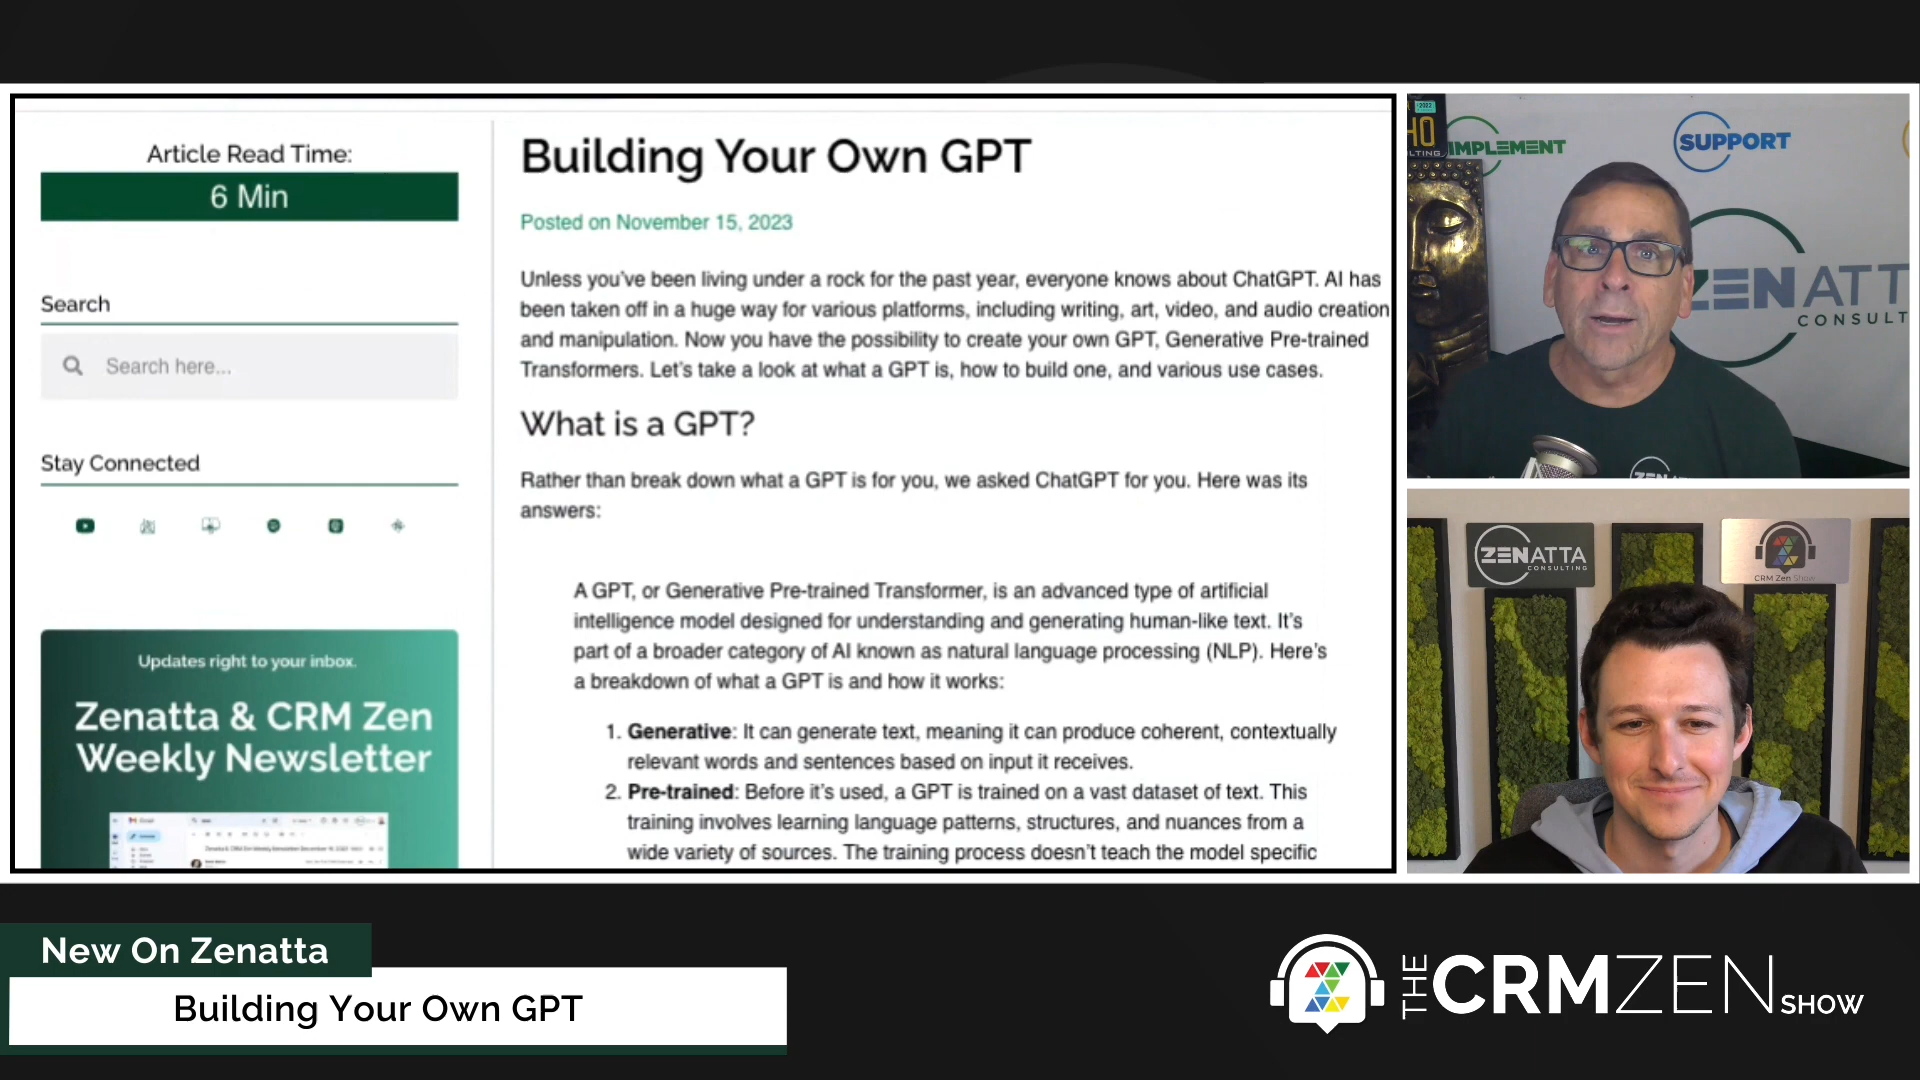 Article Read Time:
6 Min
Search
Search here...
Stay Connected
Updates right to your inbox.
Zenatta & CRM Zen
Weekly Newsletter
Building Your Own GPT
Posted on November 15, 2023
Unless you've been living under a rock for the past year, everyone knows about ChatGPT. AI has
been taken off in a huge way for various platforms, including writing, art, video, and audio creation
and manipulation. Now you have the possibility to create your own GPT, Generative Pre-trained
Transformers. Let's take a look at what a GPT is, how to build one, and various use cases.
What is a GPT?
Rather than break down what a GPT is for you, we asked ChatGPT for you. Here was its
answers:
A GPT, or Generative Pre-trained Transformer, is an advanced type of artificial
intelligence model designed for understanding and generating human-like text. It's
part of a broader category of AI known as natural language processing (NLP). Here's
a breakdown of what a GPT is and how it works:
1. Generative: It can generate text, meaning it can produce coherent, contextually
relevant words and sentences based on input it receives.
2. Pre-trained: Before it's used, a GPT is trained on a vast dataset of text. This
training involves learning language patterns, structures, and nuances from a
wide variety of sources. The training process doesn't teach the model specific
2022
HO
LTING
IMPLEMENT
SUPPORT
ZENATT
CONSULT
ZENATTA
CONSULTING
CRM Zen Show
New On Zenatta
Building Your Own GPT
THE CRMZEN SHOW